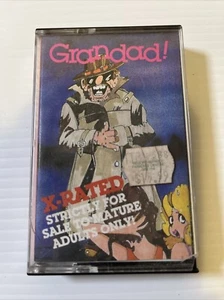 Grandad!
X-RATED
STRICTLY FOR
SALE TO MATURE
ADULTS ONLY!